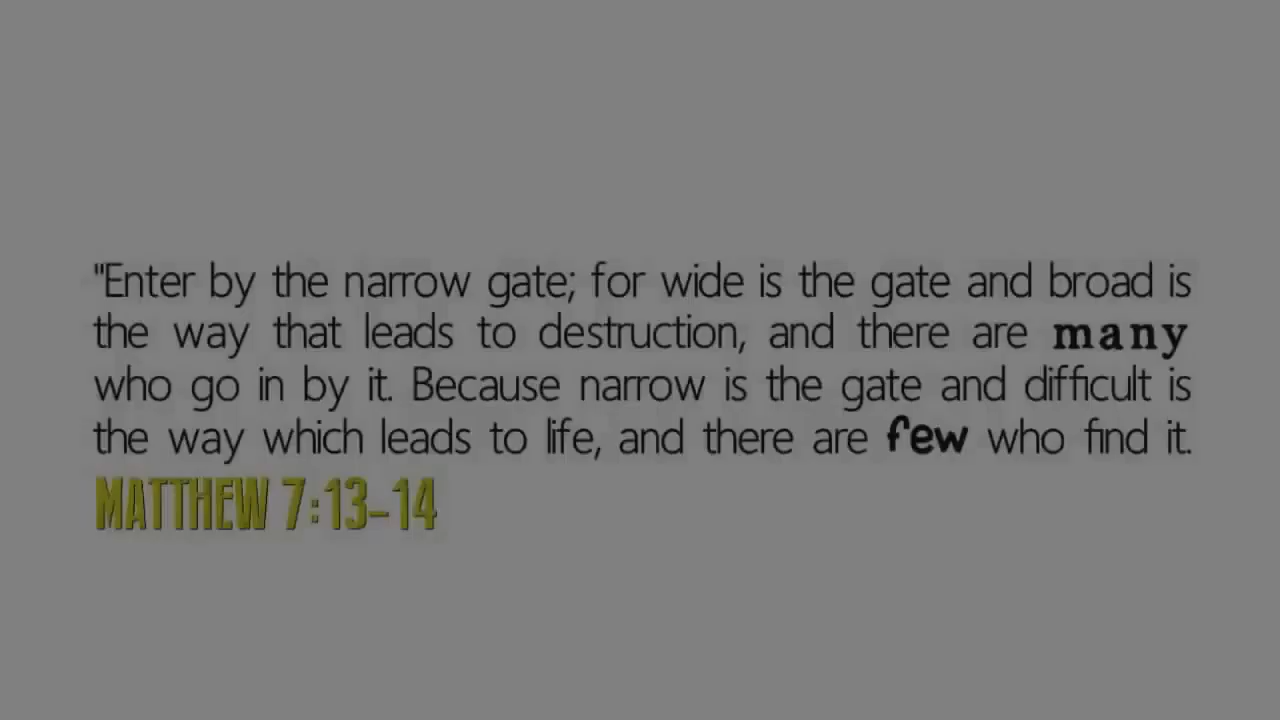 "Enter by the narrow gate; for wide is the gate and broad is
the way that leads to destruction, and there are many
who go in by it. Because narrow is the gate and difficult is
the way which leads to life, and there are few who find it.
MATTHEW 7:13-14